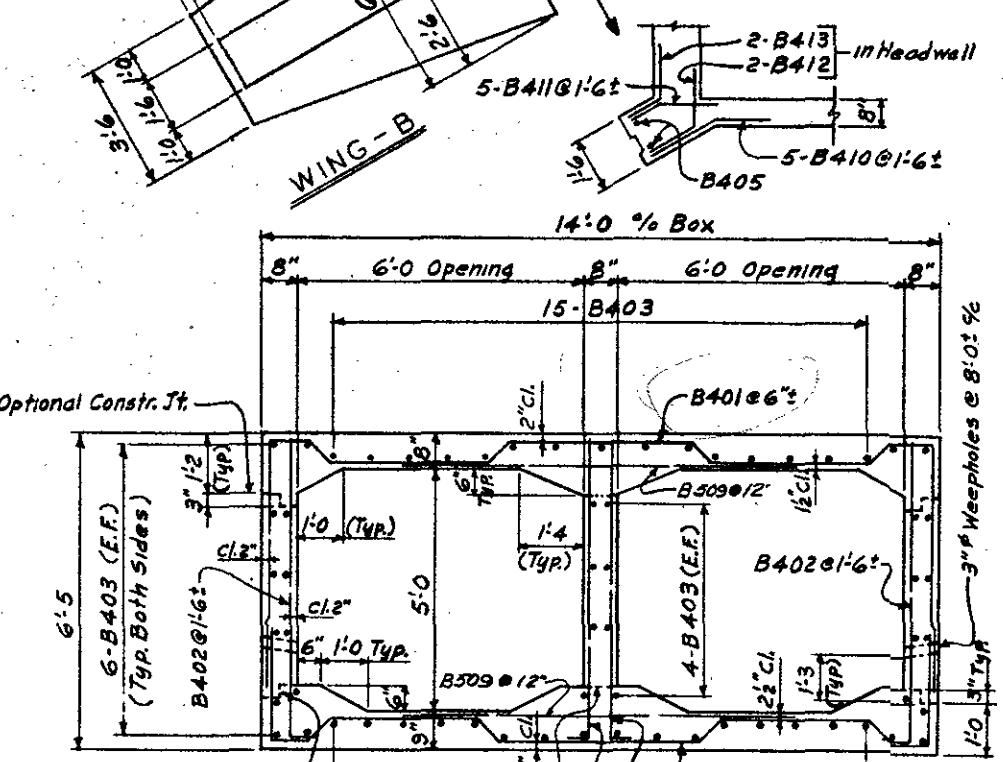 1'-0
1'-6"
1'-0
3'-6
2'-6
WING-B
2-B413
2-B412
in Headwall
5-B411@1'-6±
8"
5-B410@1'-6±
1'-6
B405
14'-0 % Box
8"
6'-0 Opening
8"
6'-0 Opening
8"
15-B403
Optional Constr. Jt.
2"Cl.
B401@6"±
8"
6" Typ.
B509@12"
1½"Cl.
3" 1'-2 (Typ.)
1'-0 (Typ.)
1'-4 (Typ.)
Cl.2"
Cl.2"
6'-5
6-B403 (E.F.)
(Typ. Both Sides)
B402@1'-6±
5'-0
4-B403 (E.F.)
B402@1'-6±
3"ø Weepholes @ 8'-0± %
6" 1'-0 Typ.
6"
B509@12"
2½"Cl.
1'-3 (Typ)
3"Typ.
9"
Cl.
1'-0